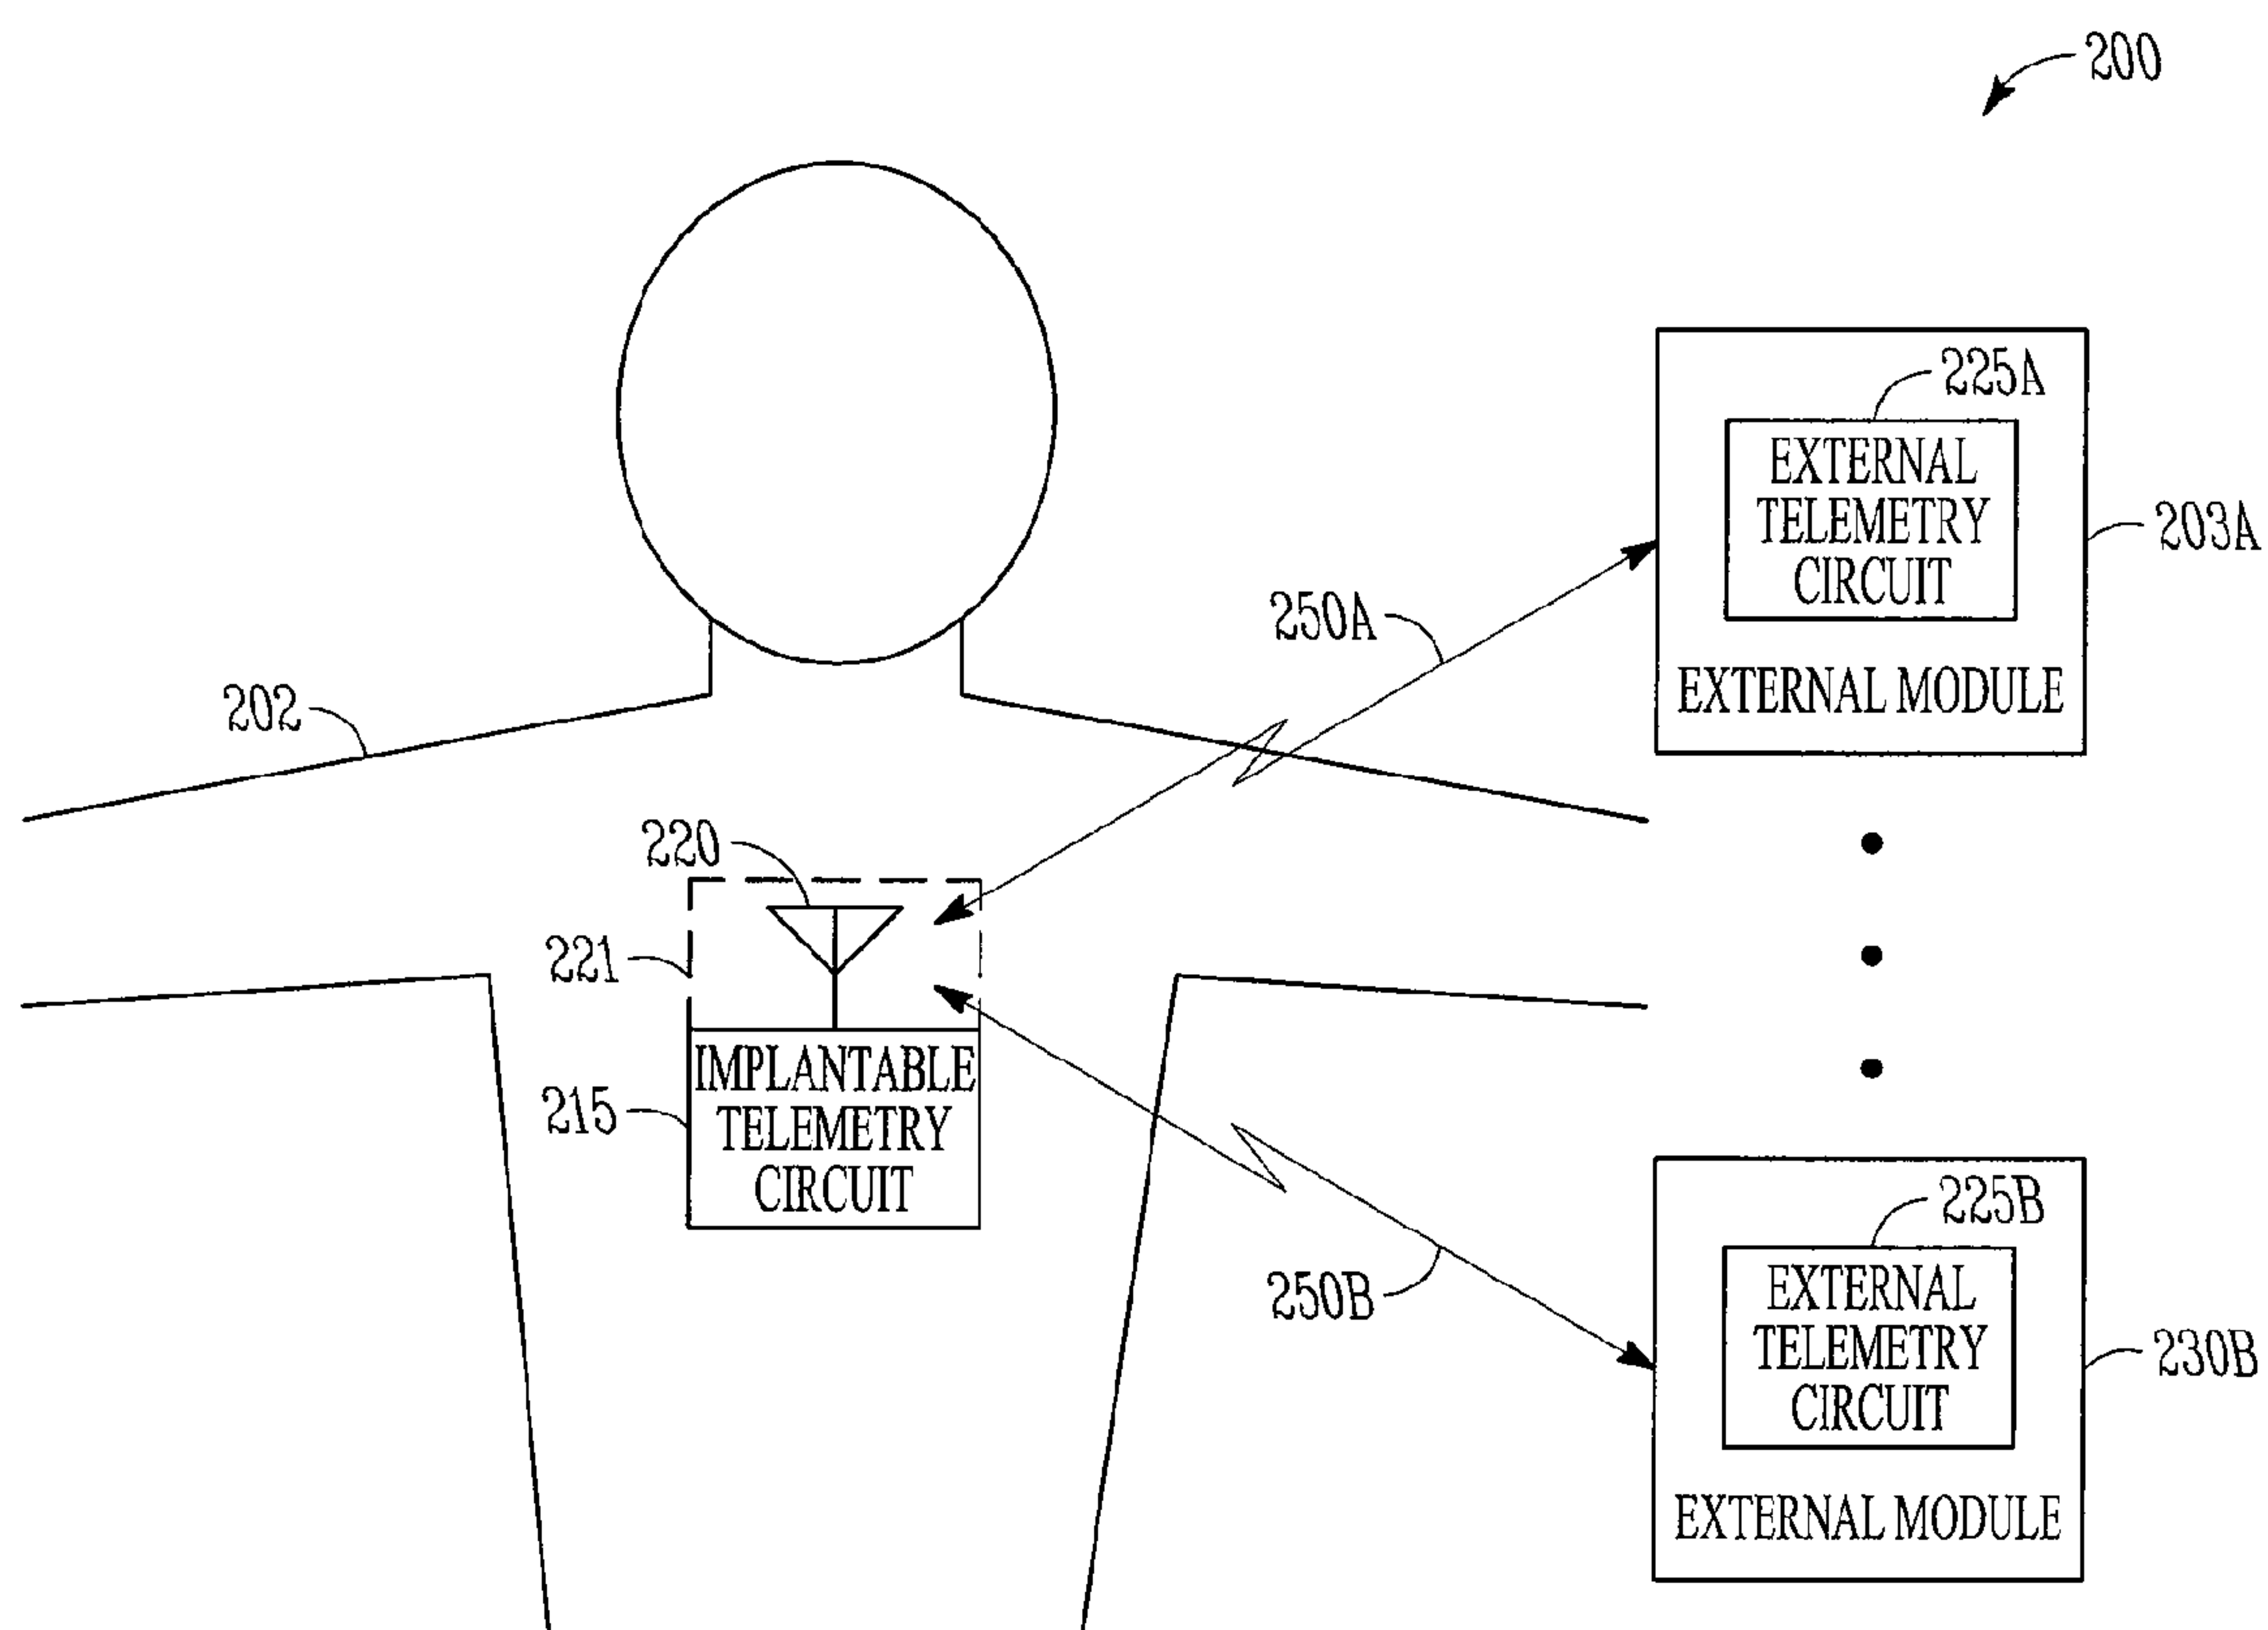 200
225A
EXTERNAL
TELEMETRY
CIRCUIT
EXTERNAL MODULE
203A
250A
202
220
221
IMPLANTABLE
TELEMETRY
CIRCUIT
215
225B
EXTERNAL
TELEMETRY
CIRCUIT
EXTERNAL MODULE
230B
250B